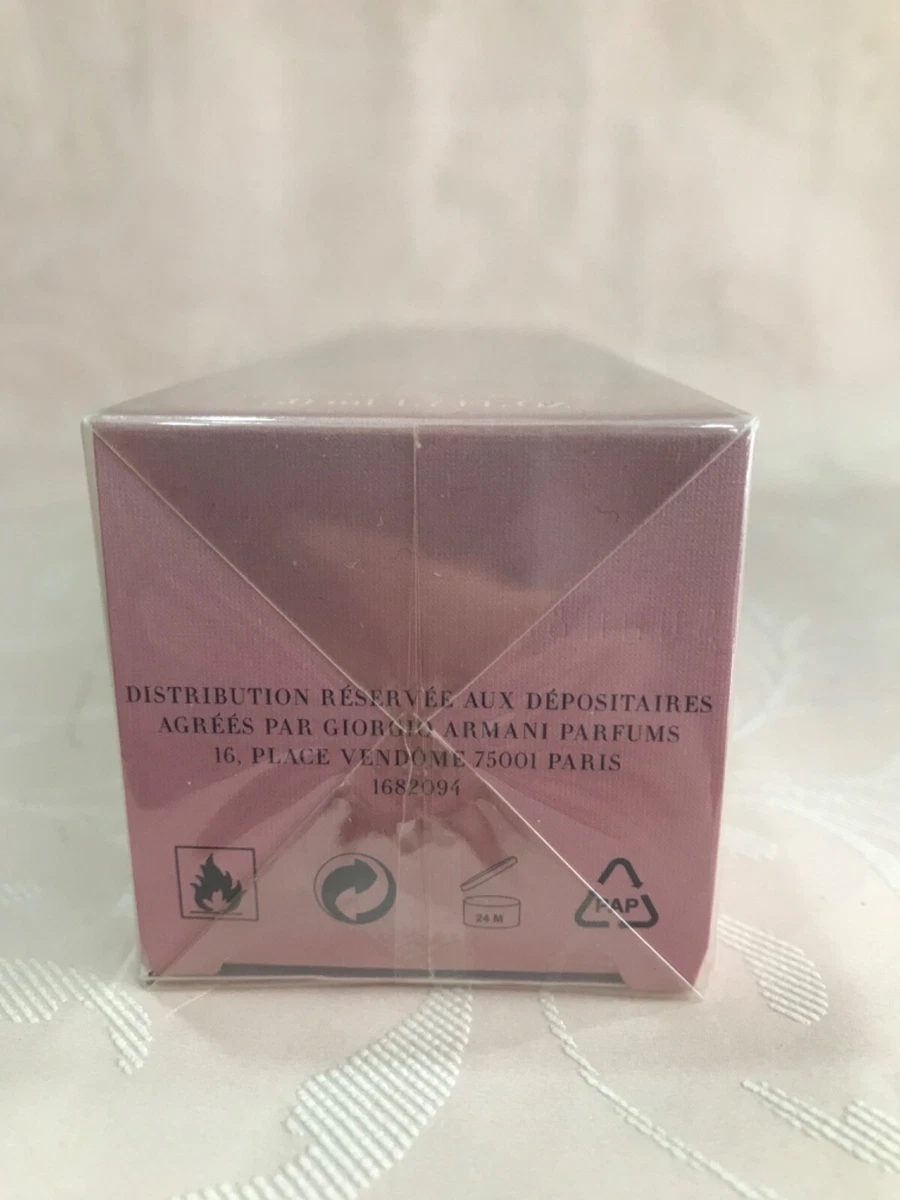 DISTRIBUTION RÉSERVÉE AUX DÉPOSITAIRES
AGRÉÉS PAR GIORGIO ARMANI PARFUMS
16, PLACE VENDOME 75001 PARIS
1682094
24 M
PAP